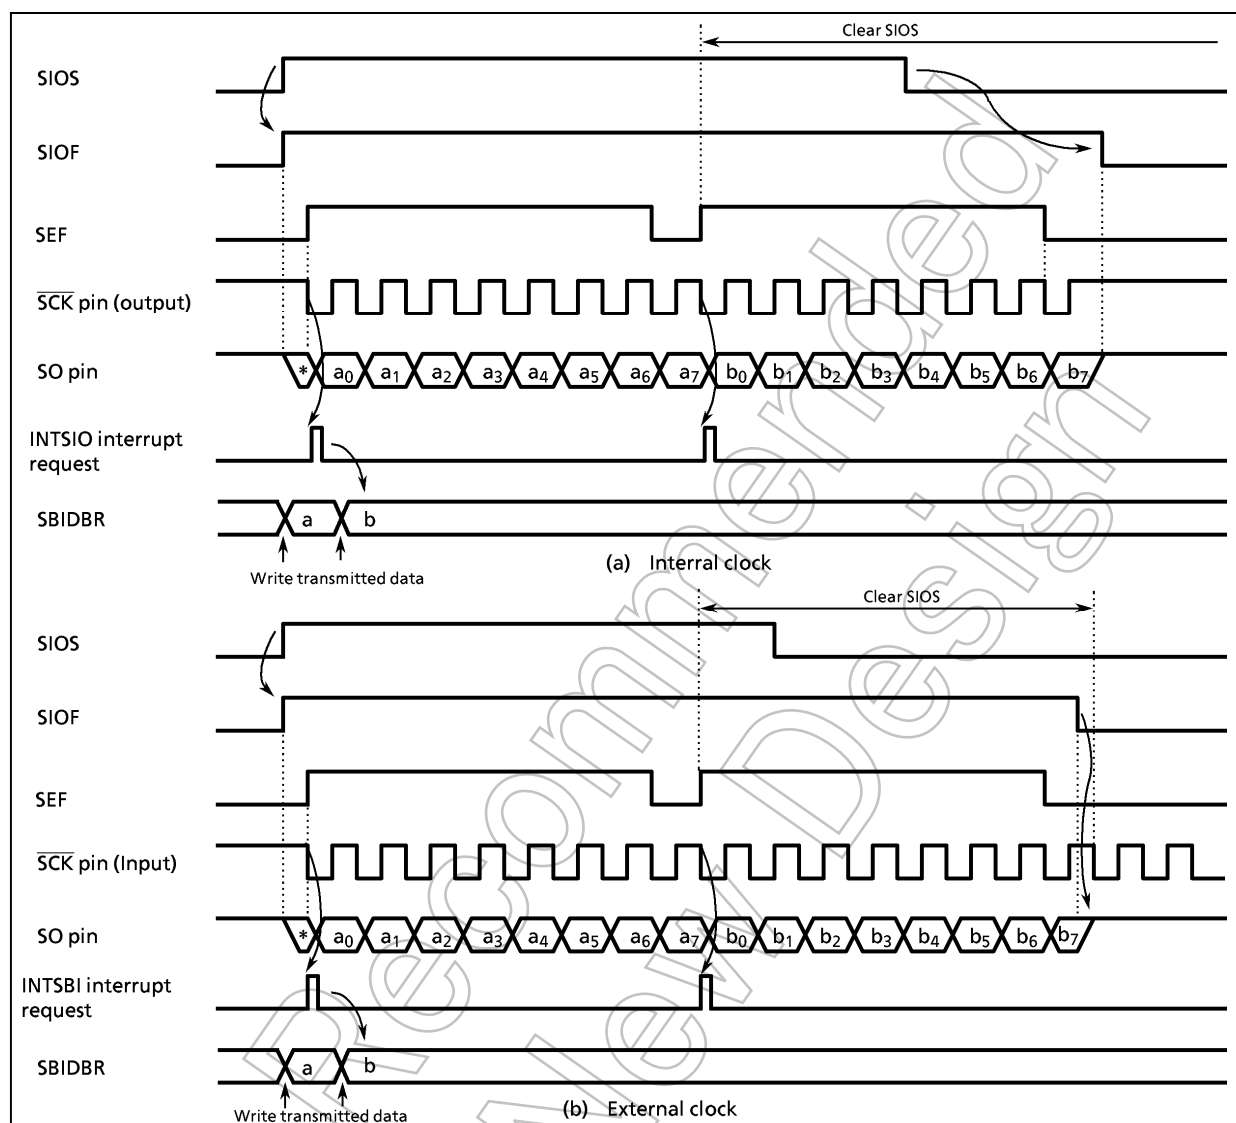 Clear SIOS
SIOS
SIOF
SEF
SCK pin (output)
SO pin
* a0 a1 a2 a3 a4 a5 a6 a7 b0 b1 b2 b3 b4 b5 b6 b7
INTSIO interrupt
request
SBIDBR
a b
Write transmitted data
(a) Interral clock
Clear SIOS
SIOS
SIOF
SEF
SCK pin (Input)
SO pin
* a0 a1 a2 a3 a4 a5 a6 a7 b0 b1 b2 b3 b4 b5 b6 b7
INTSBI interrupt
request
SBIDBR
a b
Write transmitted data
(b) External clock
Recommended
New Design